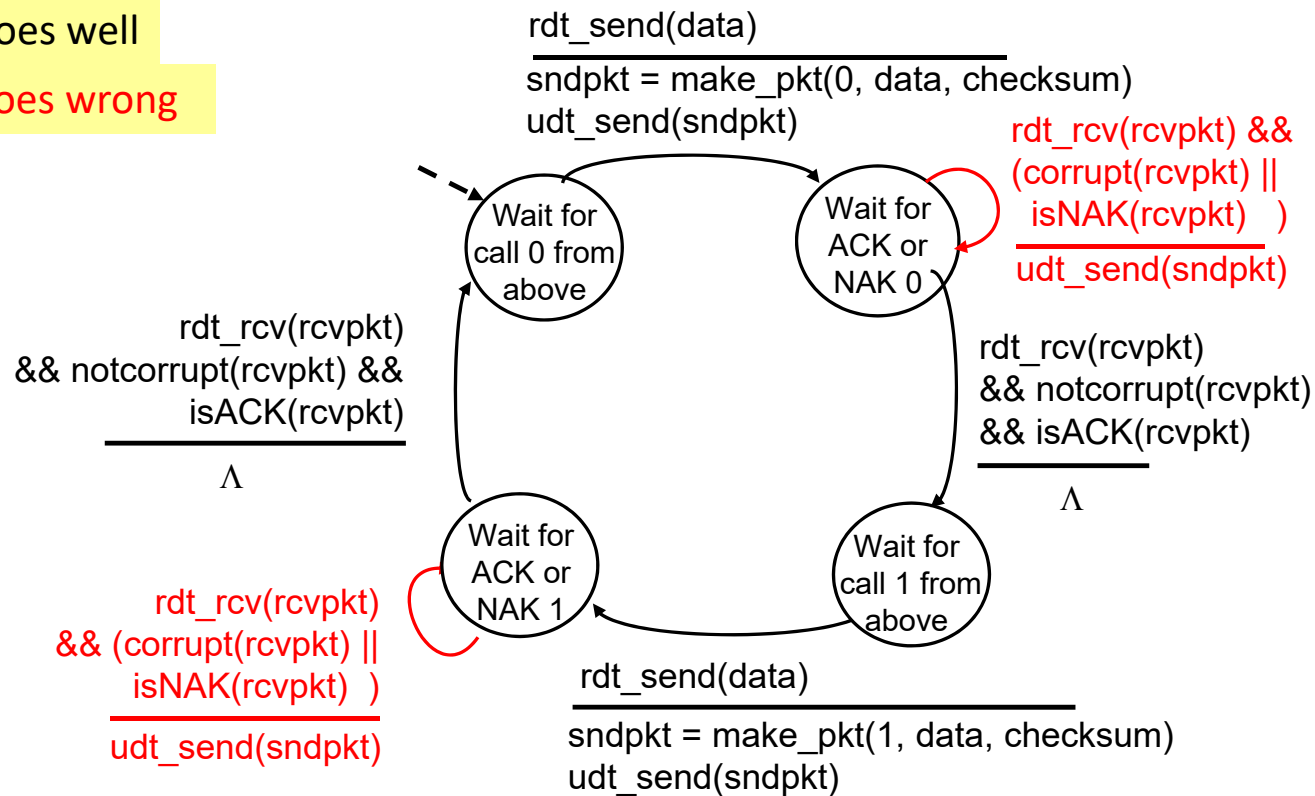 oes well
oes wrong
rdt_send(data)
sndpkt = make_pkt(0, data, checksum)
udt_send(sndpkt)
rdt_rcv(rcvpkt) &&
(corrupt(rcvpkt) ||
isNAK(rcvpkt) )
udt_send(sndpkt)
Wait for
call 0 from
above
Wait for
ACK or
NAK 0
rdt_rcv(rcvpkt)
&& notcorrupt(rcvpkt) &&
isACK(rcvpkt)
Λ
rdt_rcv(rcvpkt)
&& notcorrupt(rcvpkt)
&& isACK(rcvpkt)
Λ
Wait for
ACK or
NAK 1
Wait for
call 1 from
above
rdt_rcv(rcvpkt)
&& (corrupt(rcvpkt) ||
isNAK(rcvpkt) )
udt_send(sndpkt)
rdt_send(data)
sndpkt = make_pkt(1, data, checksum)
udt_send(sndpkt)